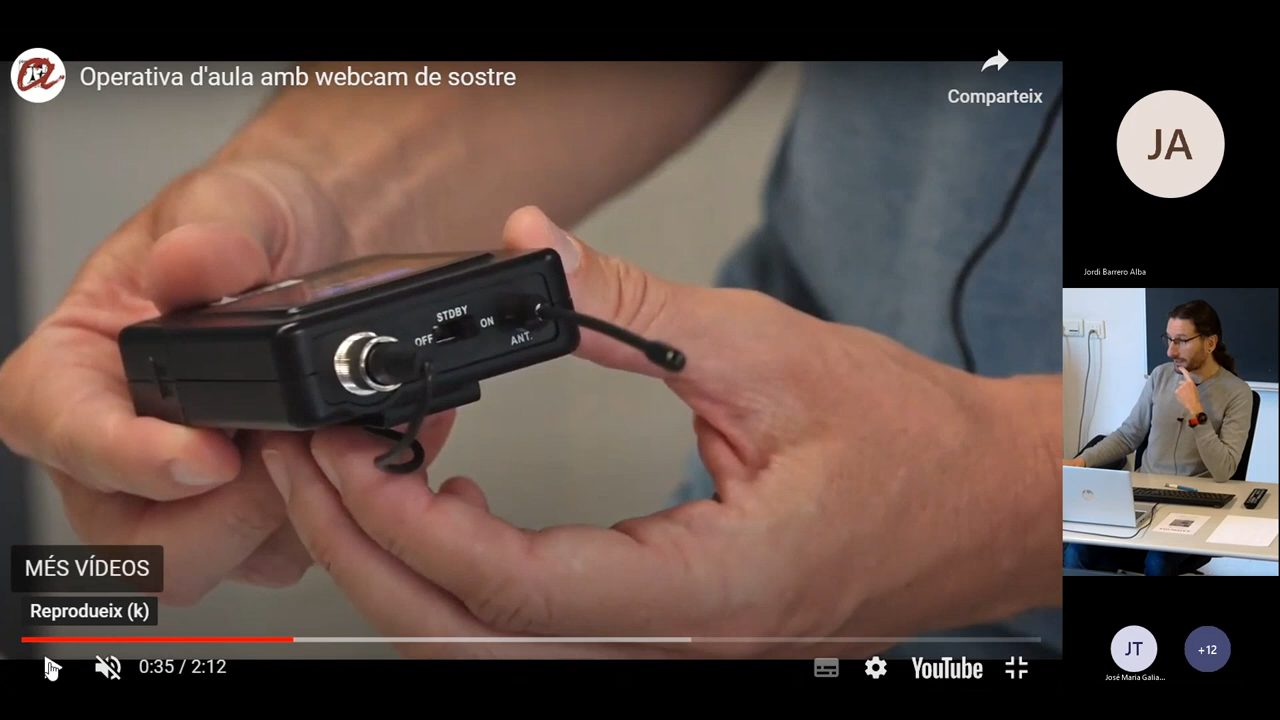 Operativa d'aula amb webcam de sostre
Comparteix
OFF
STDBY
ON
ANT.
MÉS VÍDEOS
Reprodueix (k)
0:35 / 2:12
YouTube
JA
Jordi Barrero Alba
hp
JT
José Maria Galia...
+12